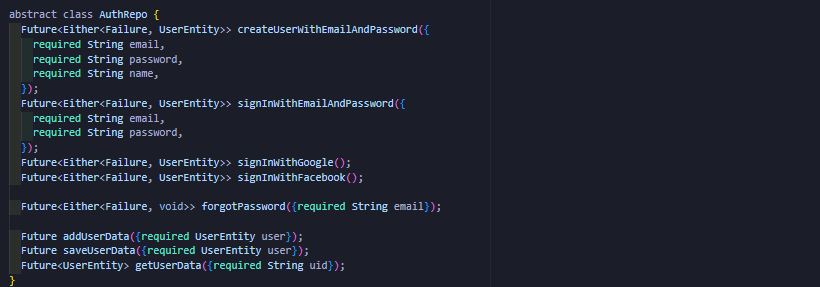 abstract class AuthRepo {
  Future<Either<Failure, UserEntity>> createUserWithEmailAndPassword({
    required String email,
    required String password,
    required String name,
  });
  Future<Either<Failure, UserEntity>> signInWithEmailAndPassword({
    required String email,
    required String password,
  });
  Future<Either<Failure, UserEntity>> signInWithGoogle();
  Future<Either<Failure, UserEntity>> signInWithFacebook();

  Future<Either<Failure, void>> forgotPassword({required String email});

  Future addUserData({required UserEntity user});
  Future saveUserData({required UserEntity user});
  Future<UserEntity> getUserData({required String uid});
}